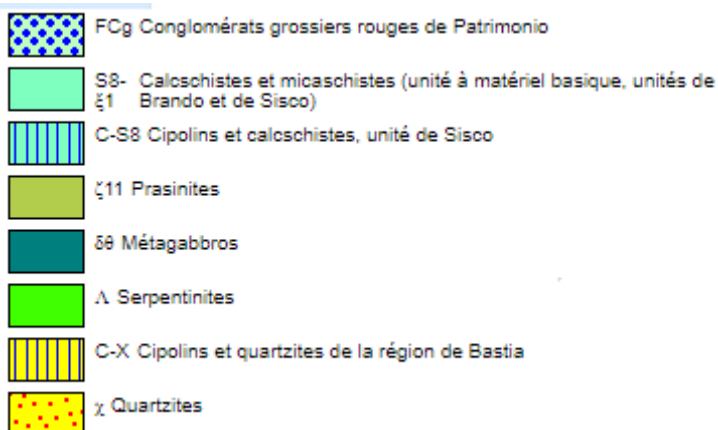 FCg Conglomérats grossiers rouges de Patrimonio
S8- Calcschistes et micaschistes (unité à matériel basique, unités de
ξ1 Brando et de Sisco)
C-S8 Cipolins et calcschistes, unité de Sisco
ζ11 Prasinites
δθ Métagabbros
Λ Serpentinites
C-X Cipolins et quartzites de la région de Bastia
χ Quartzites